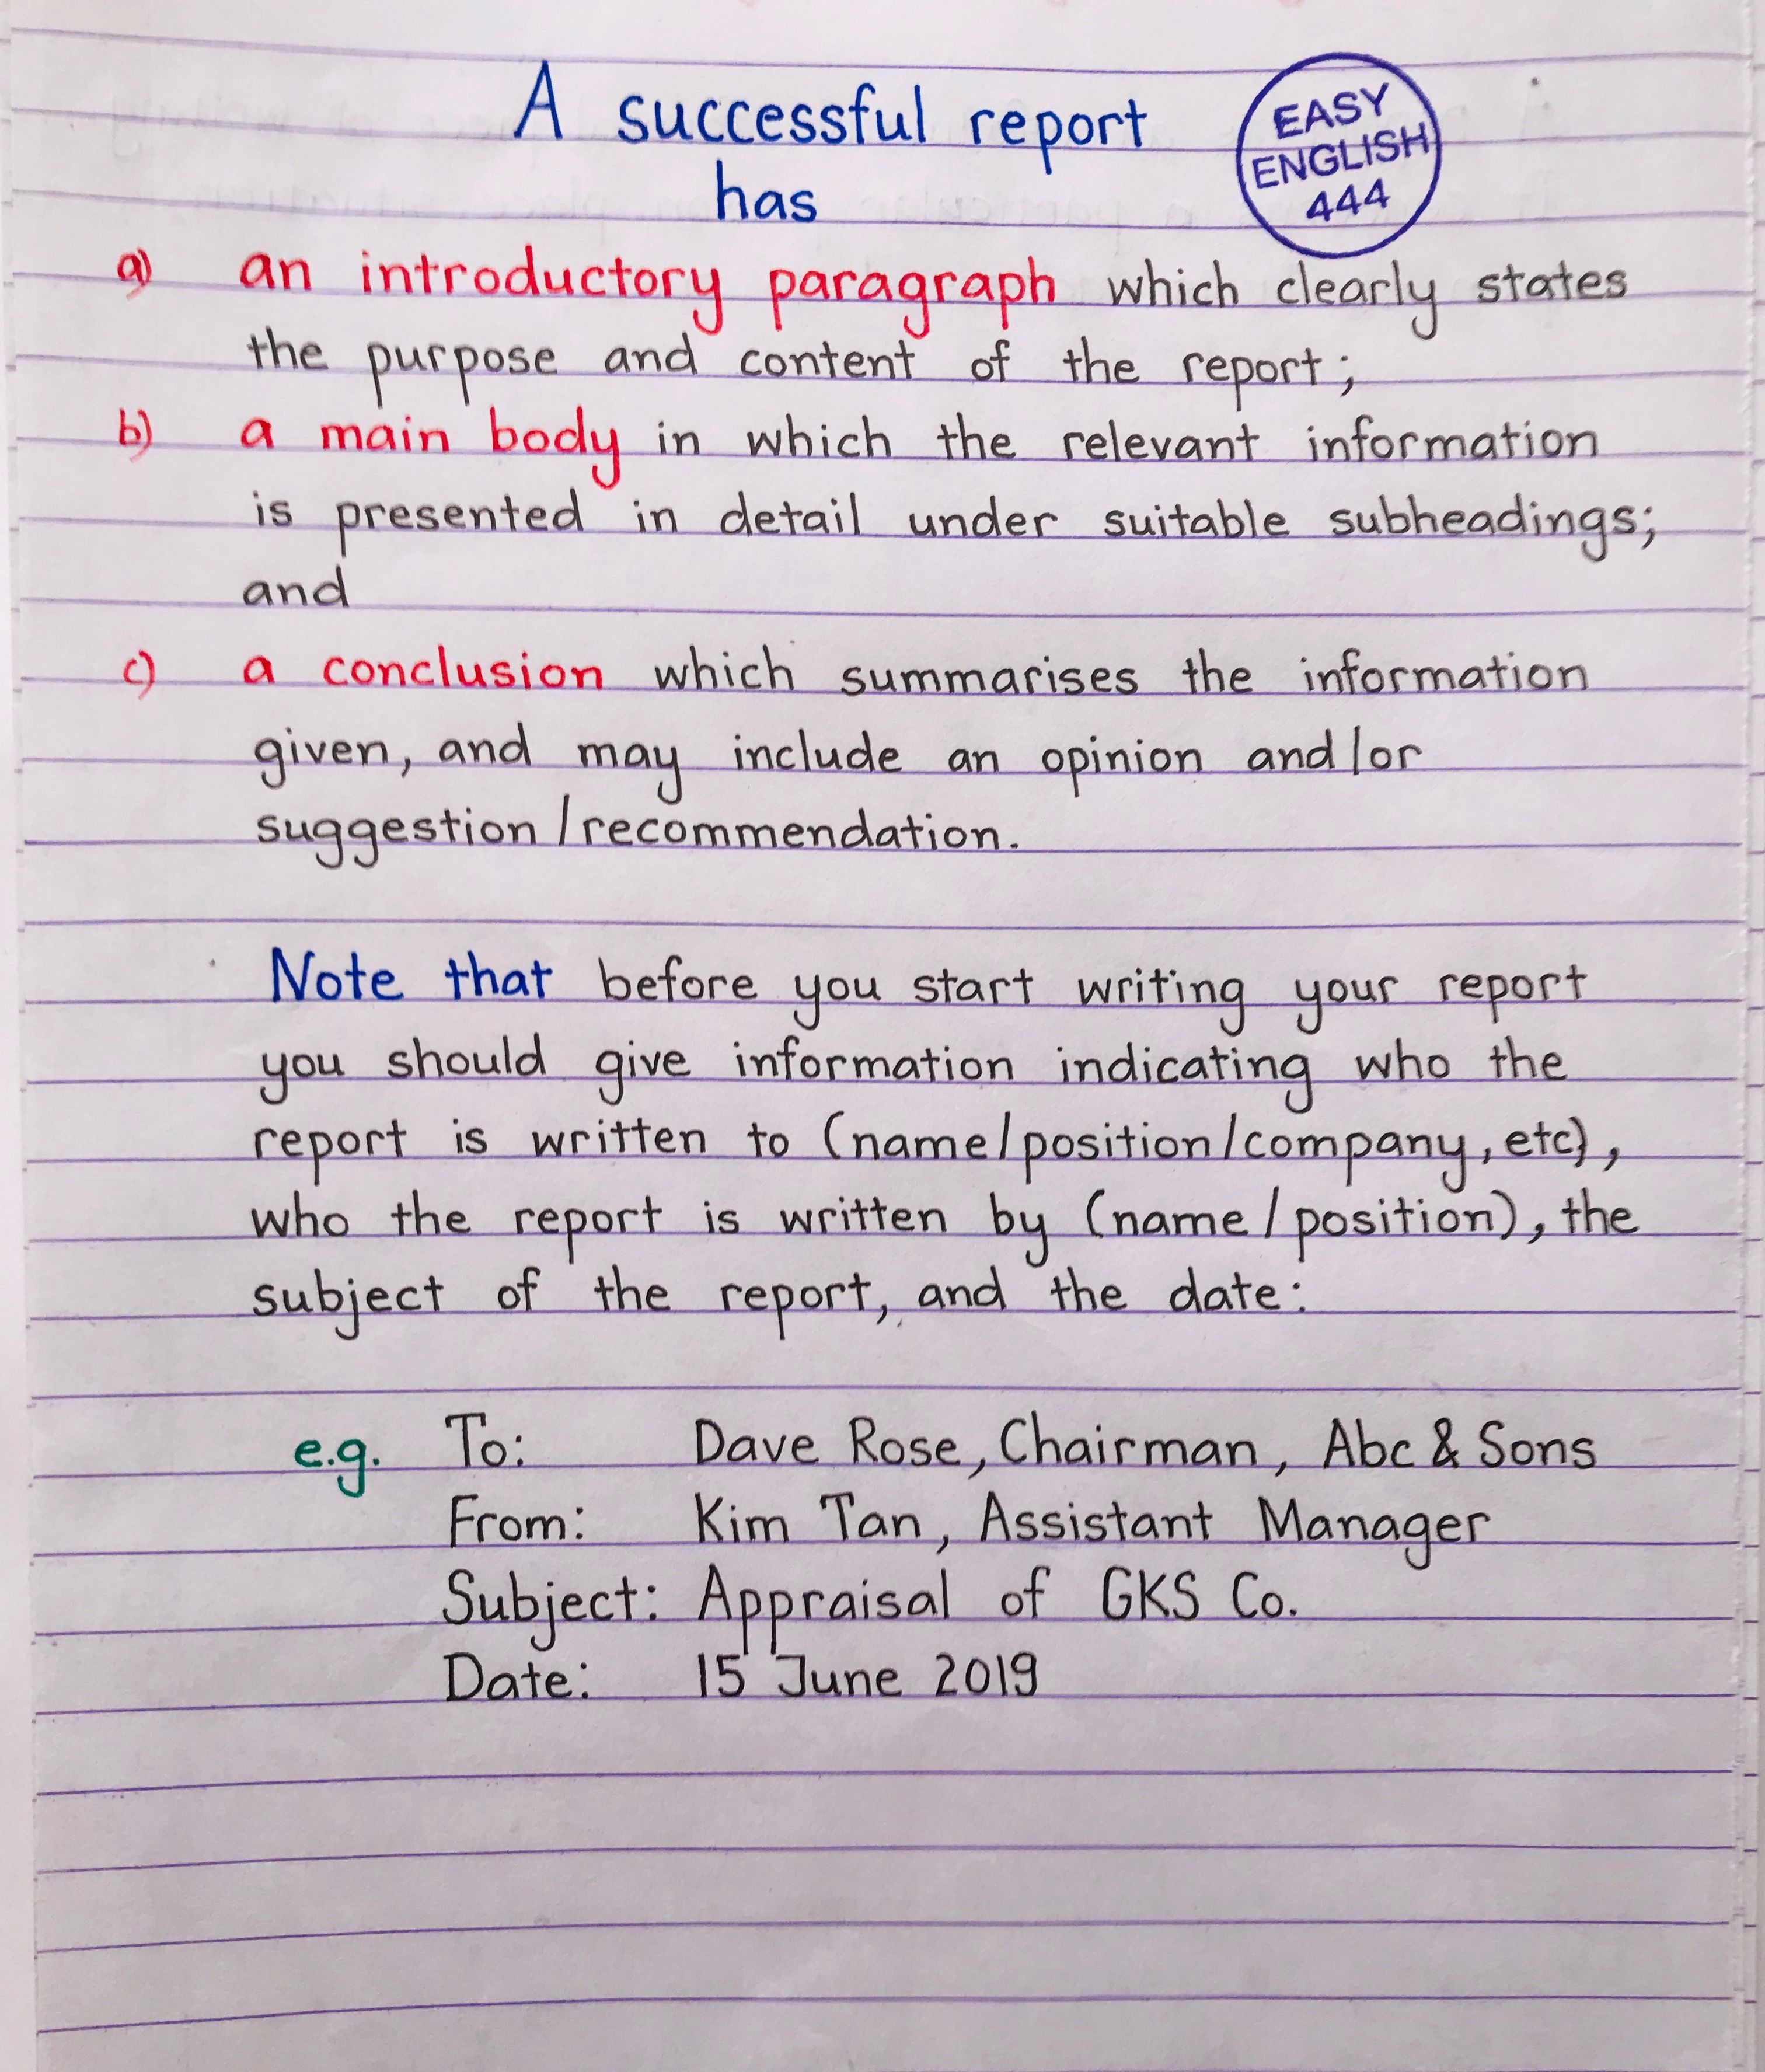 A successful report
has
EASY
ENGLISH
444
a) an introductory paragraph which clearly states
the purpose and content of the report;
b) a main body in which the relevant information
is presented in detail under suitable subheadings;
and
c) a conclusion which summarises the information
given, and may include an opinion and/or
suggestion/recommendation.
Note that before you start writing your report
you should give information indicating who the
report is written to (name/position/company, etc),
who the report is written by (name/position), the
subject of the report, and the date:
e.g. To: Dave Rose, Chairman, Abc & Sons
From: Kim Tan, Assistant Manager
Subject: Appraisal of GKS Co.
Date: 15 June 2019